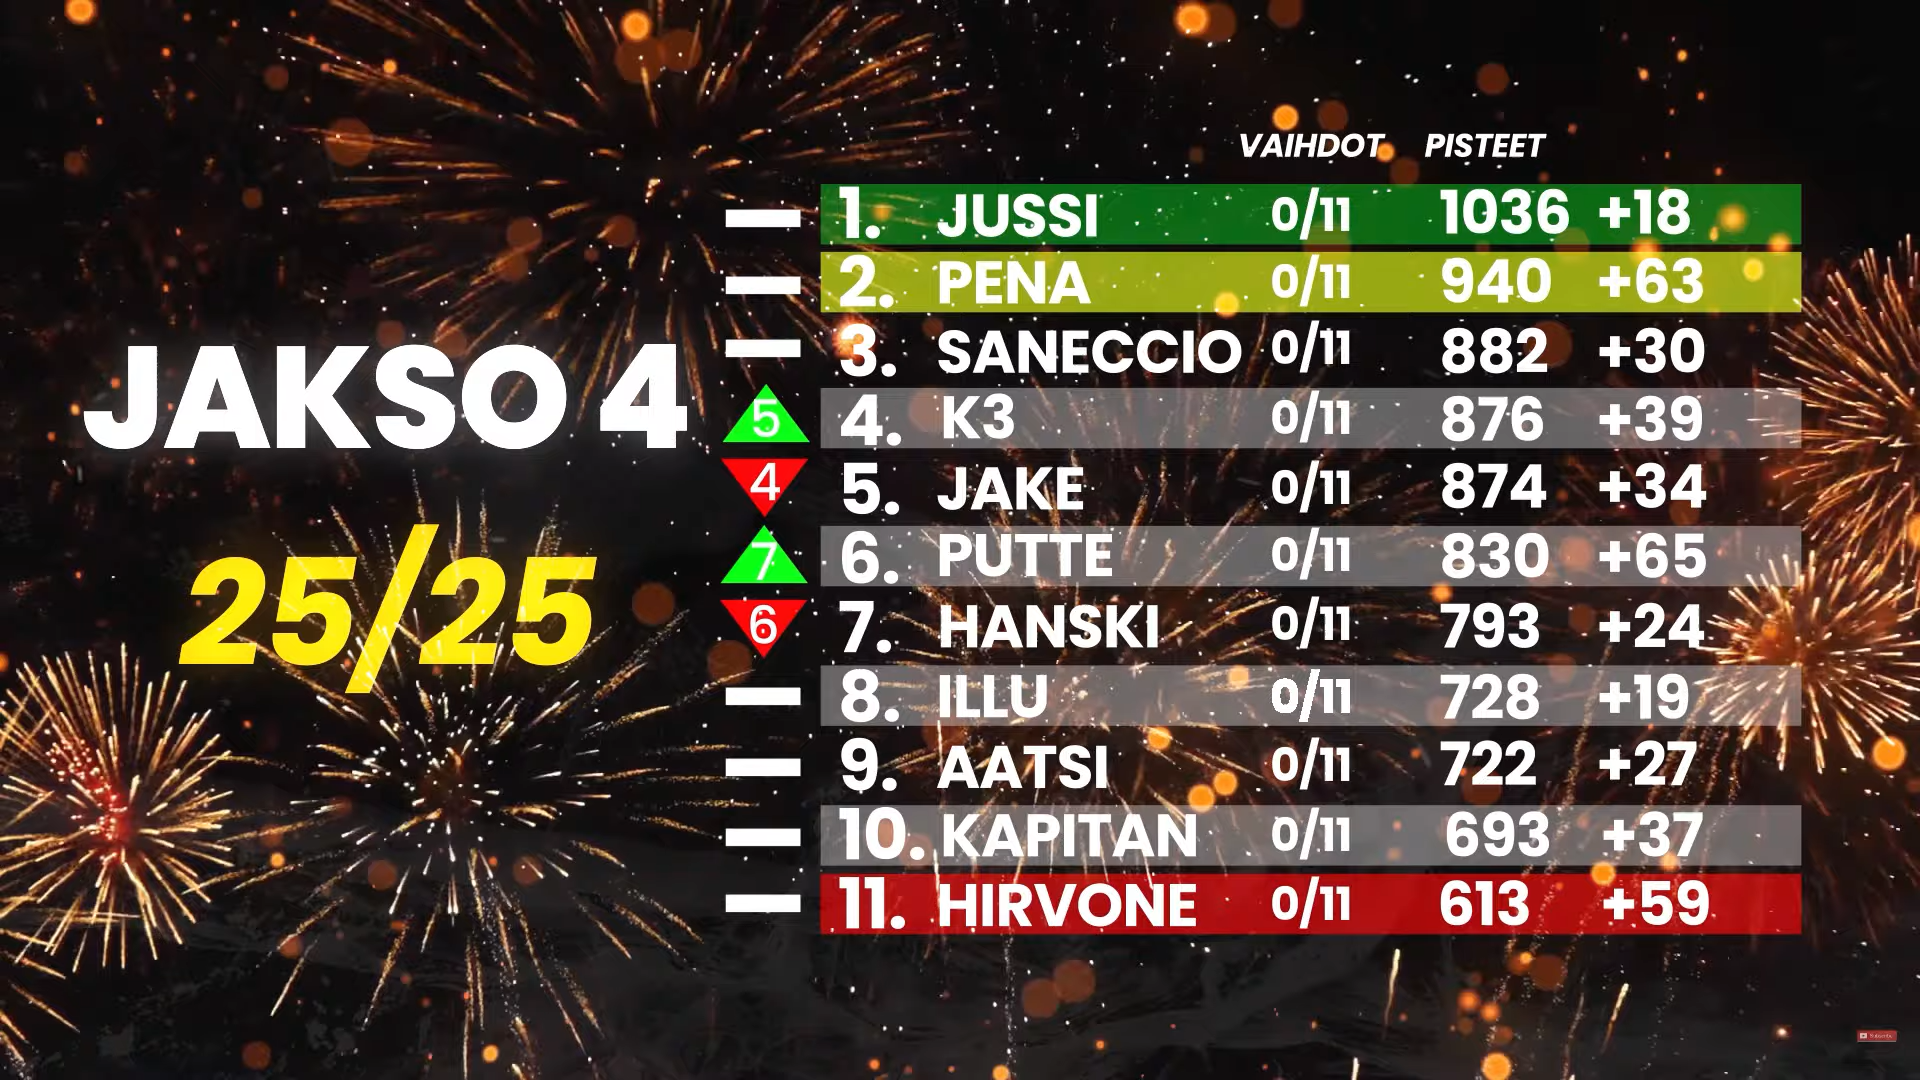 VAIHDOT PISTEET
1. JUSSI 0/11 1036 +18
2. PENA 0/11 940 +63
3. SANECCIO 0/11 882 +30
JAKSO 4
5 4. K3 0/11 876 +39
4 5. JAKE 0/11 874 +34
7 6. PUTTE 0/11 830 +65
25/25
6 7. HANSKI 0/11 793 +24
8. ILLU 0/11 728 +19
9. AATSI 0/11 722 +27
10. KAPITAN 0/11 693 +37
11. HIRVONE 0/11 613 +59